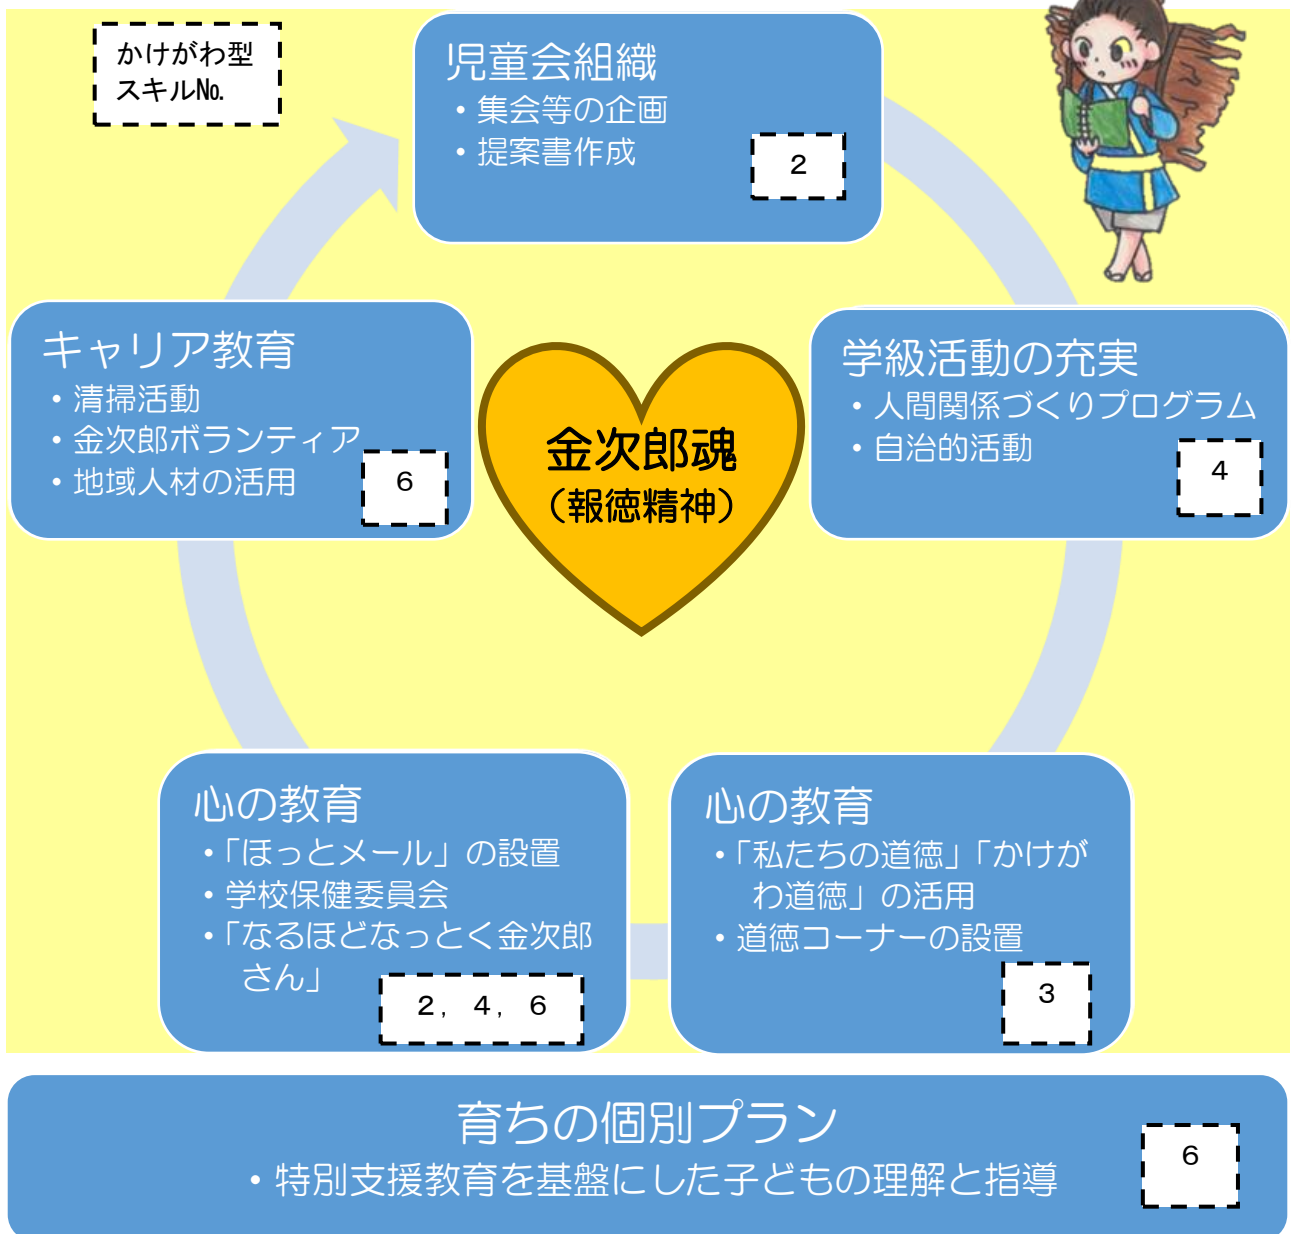 かけがわ型
スキル№
児童会組織
・集会等の企画
・提案書作成
2
キャリア教育
・清掃活動
・金次郎ボランティア
・地域人材の活用
6
金次郎魂
（報徳精神）
学級活動の充実
・人間関係づくりプログラム
・自治的活動
4
心の教育
・「ほっとメール」の設置
・学校保健委員会
・「なるほどなっとく金次郎
さん」
2，4，6
心の教育
・「私たちの道徳」「かけが
わ道徳」の活用
・道徳コーナーの設置
3
育ちの個別プラン
・特別支援教育を基盤にした子どもの理解と指導
6